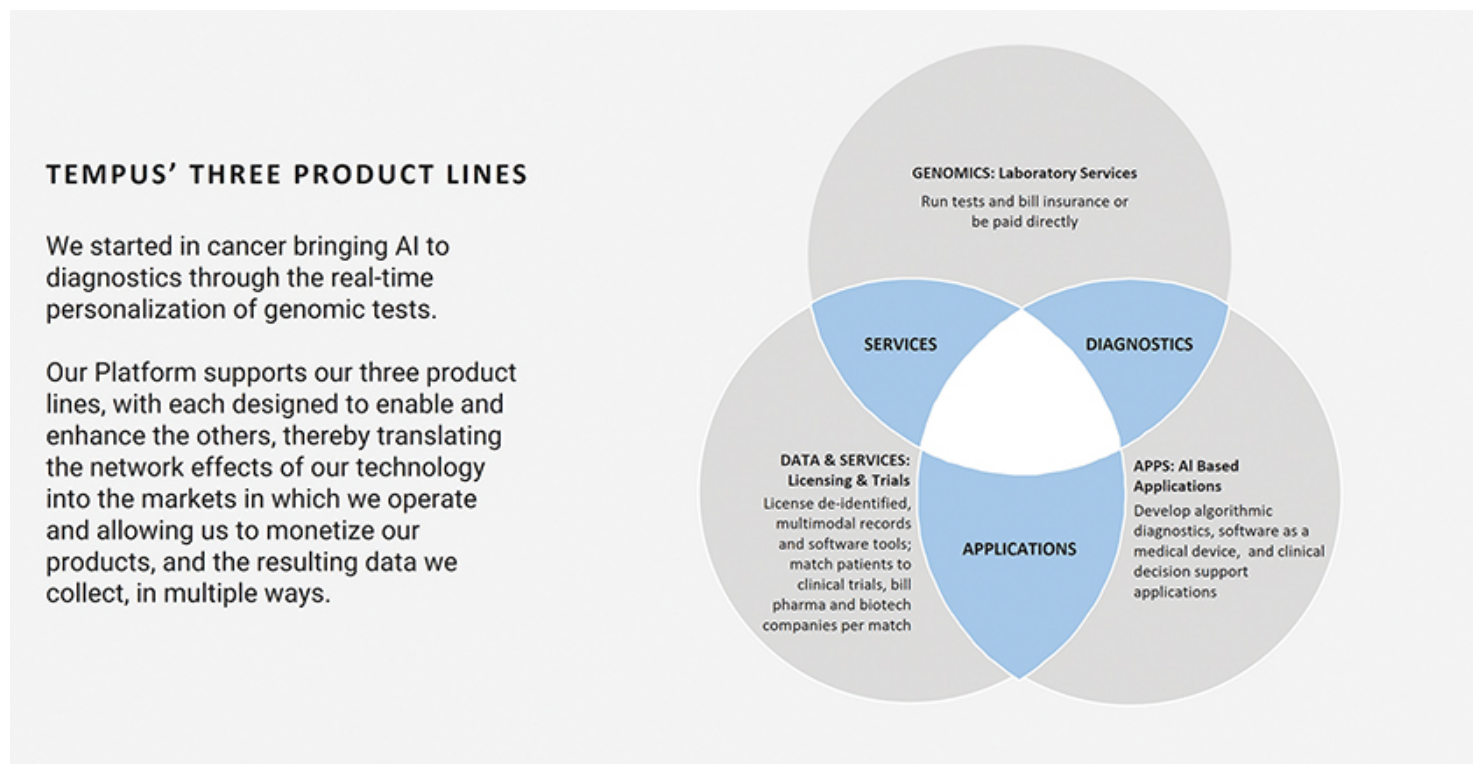 TEMPUS’ THREE PRODUCT LINES
We started in cancer bringing AI to
diagnostics through the real-time
personalization of genomic tests.
Our Platform supports our three product
lines, with each designed to enable and
enhance the others, thereby translating
the network effects of our technology
into the markets in which we operate
and allowing us to monetize our
products, and the resulting data we
collect, in multiple ways.
GENOMICS: Laboratory Services
Run tests and bill insurance or
be paid directly
SERVICES
DIAGNOSTICS
DATA & SERVICES:
Licensing & Trials
License de-identified,
multimodal records
and software tools;
match patients to
clinical trials, bill
pharma and biotech
companies per match
APPLICATIONS
APPS: AI Based
Applications
Develop algorithmic
diagnostics, software as a
medical device, and clinical
decision support
applications